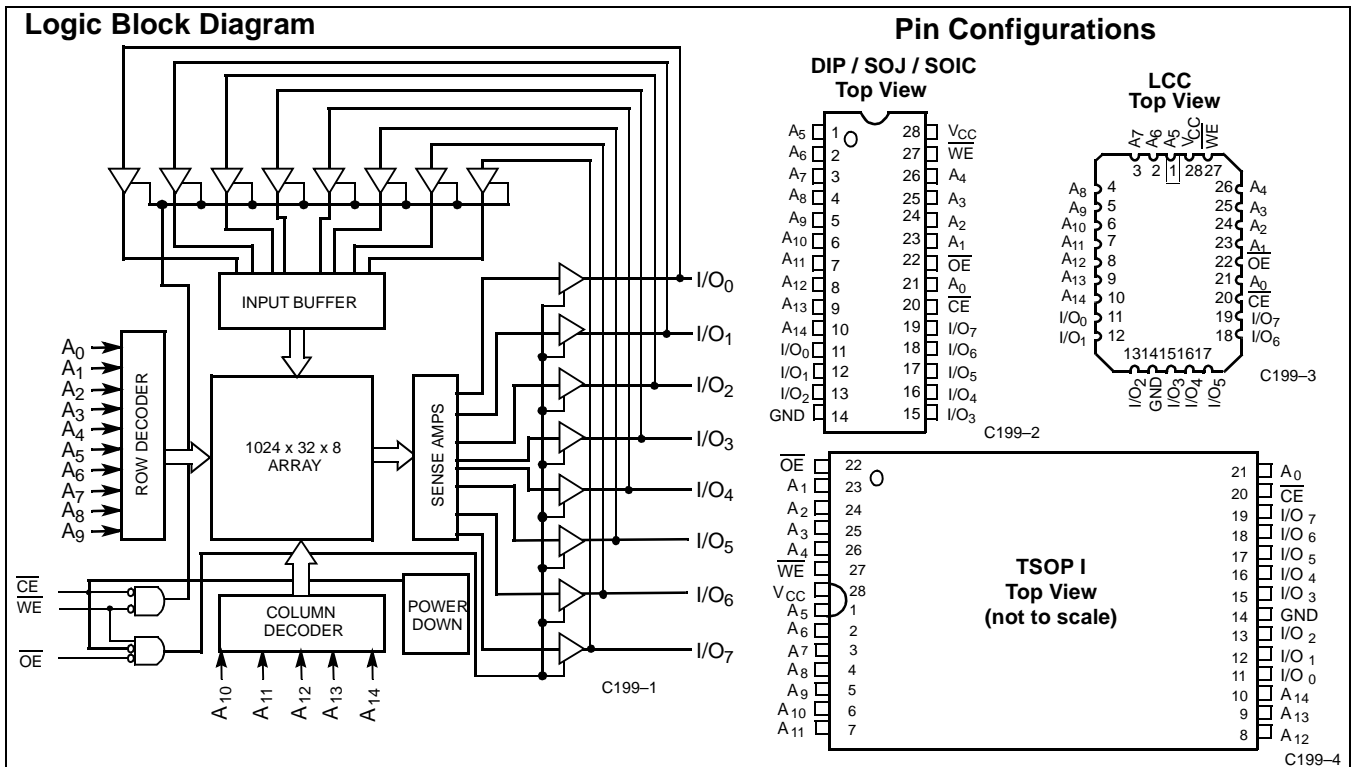 Logic Block Diagram
INPUT BUFFER
A0
A1
A2
A3
A4
A5
A6
A7
A8
A9
ROW DECODER
1024 x 32 x 8
ARRAY
SENSE AMPS
I/O0
I/O1
I/O2
I/O3
I/O4
I/O5
I/O6
I/O7
CE
WE
OE
COLUMN
DECODER
POWER
DOWN
A10
A11
A12
A13
A14
C199–1
Pin Configurations
DIP / SOJ / SOIC
Top View
A5 1 28 VCC
A6 2 27 WE
A7 3 26 A4
A8 4 25 A3
A9 5 24 A2
A10 6 23 A1
A11 7 22 OE
A12 8 21 A0
A13 9 20 CE
A14 10 19 I/O7
I/O0 11 18 I/O6
I/O1 12 17 I/O5
I/O2 13 16 I/O4
GND 14 15 I/O3
C199–2
LCC
Top View
A7 A6 A5 VCC WE
3 2 1 28 27
A8 4 26 A4
A9 5 25 A3
A10 6 24 A2
A11 7 23 A1
A12 8 22 OE
A13 9 21 A0
A14 10 20 CE
I/O0 11 19 I/O7
I/O1 12 18 I/O6
13 14 15 16 17
I/O2 GND I/O3 I/O4 I/O5
C199–3
TSOP I
Top View
(not to scale)
OE 22 21 A0
A1 23 20 CE
A2 24 19 I/O7
A3 25 18 I/O6
A4 26 17 I/O5
WE 27 16 I/O4
VCC 28 15 I/O3
A5 1 14 GND
A6 2 13 I/O2
A7 3 12 I/O1
A8 4 11 I/O0
A9 5 10 A14
A10 6 9 A13
A11 7 8 A12
C199–4